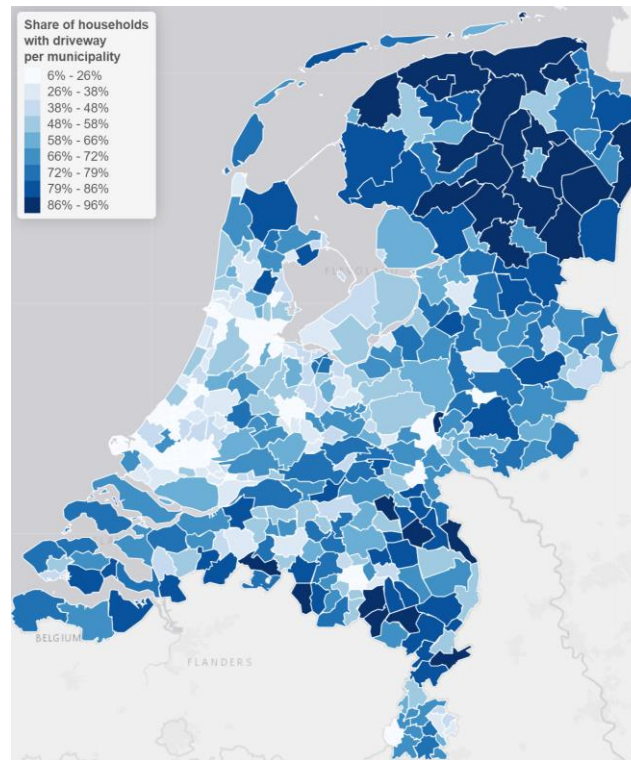 Share of households
with driveway
per municipality
6% - 26%
26% - 38%
38% - 48%
48% - 58%
58% - 66%
66% - 72%
72% - 79%
79% - 86%
86% - 96%
BELGIUM
FLANDERS